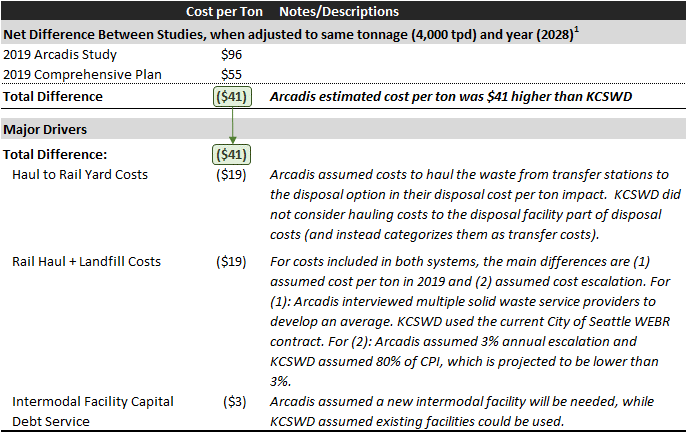 Cost per Ton Notes/Descriptions
Net Difference Between Studies, when adjusted to same tonnage (4,000 tpd) and year (2028)¹
2019 Arcadis Study $96
2019 Comprehensive Plan $55
Total Difference ($41) Arcadis estimated cost per ton was $41 higher than KCSWD
Major Drivers
Total Difference: ($41)
Haul to Rail Yard Costs ($19) Arcadis assumed costs to haul the waste from transfer stations to
the disposal option in their disposal cost per ton impact. KCSWD did
not consider hauling costs to the disposal facility part of disposal
costs (and instead categorizes them as transfer costs).
Rail Haul + Landfill Costs ($19) For costs included in both systems, the main differences are (1)
assumed cost per ton in 2019 and (2) assumed cost escalation. For
(1): Arcadis interviewed multiple solid waste service providers to
develop an average. KCSWD used the current City of Seattle WEBR
contract. For (2): Arcadis assumed 3% annual escalation and
KCSWD assumed 80% of CPI, which is projected to be lower than
3%.
Intermodal Facility Capital ($3) Arcadis assumed a new intermodal facility will be needed, while
Debt Service KCSWD assumed existing facilities could be used.